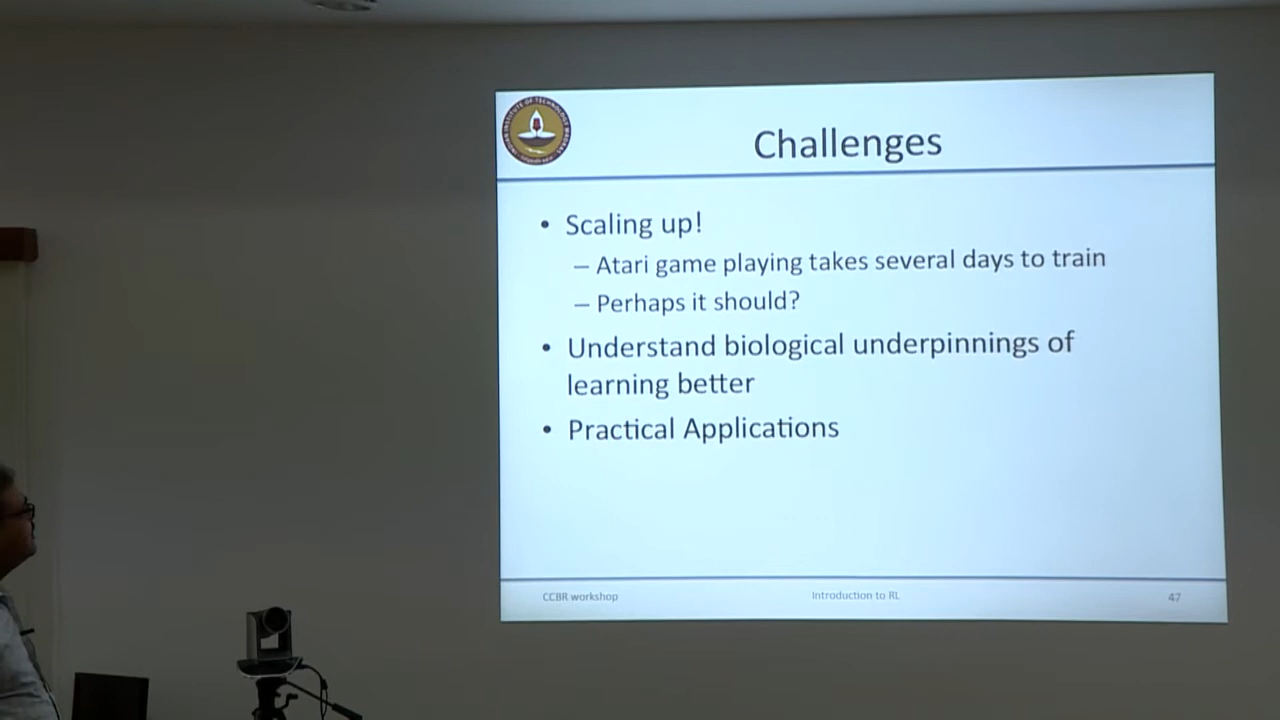 Challenges
• Scaling up!
– Atari game playing takes several days to train
– Perhaps it should?
• Understand biological underpinnings of
learning better
• Practical Applications
CCBR workshop
Introduction to RL
47